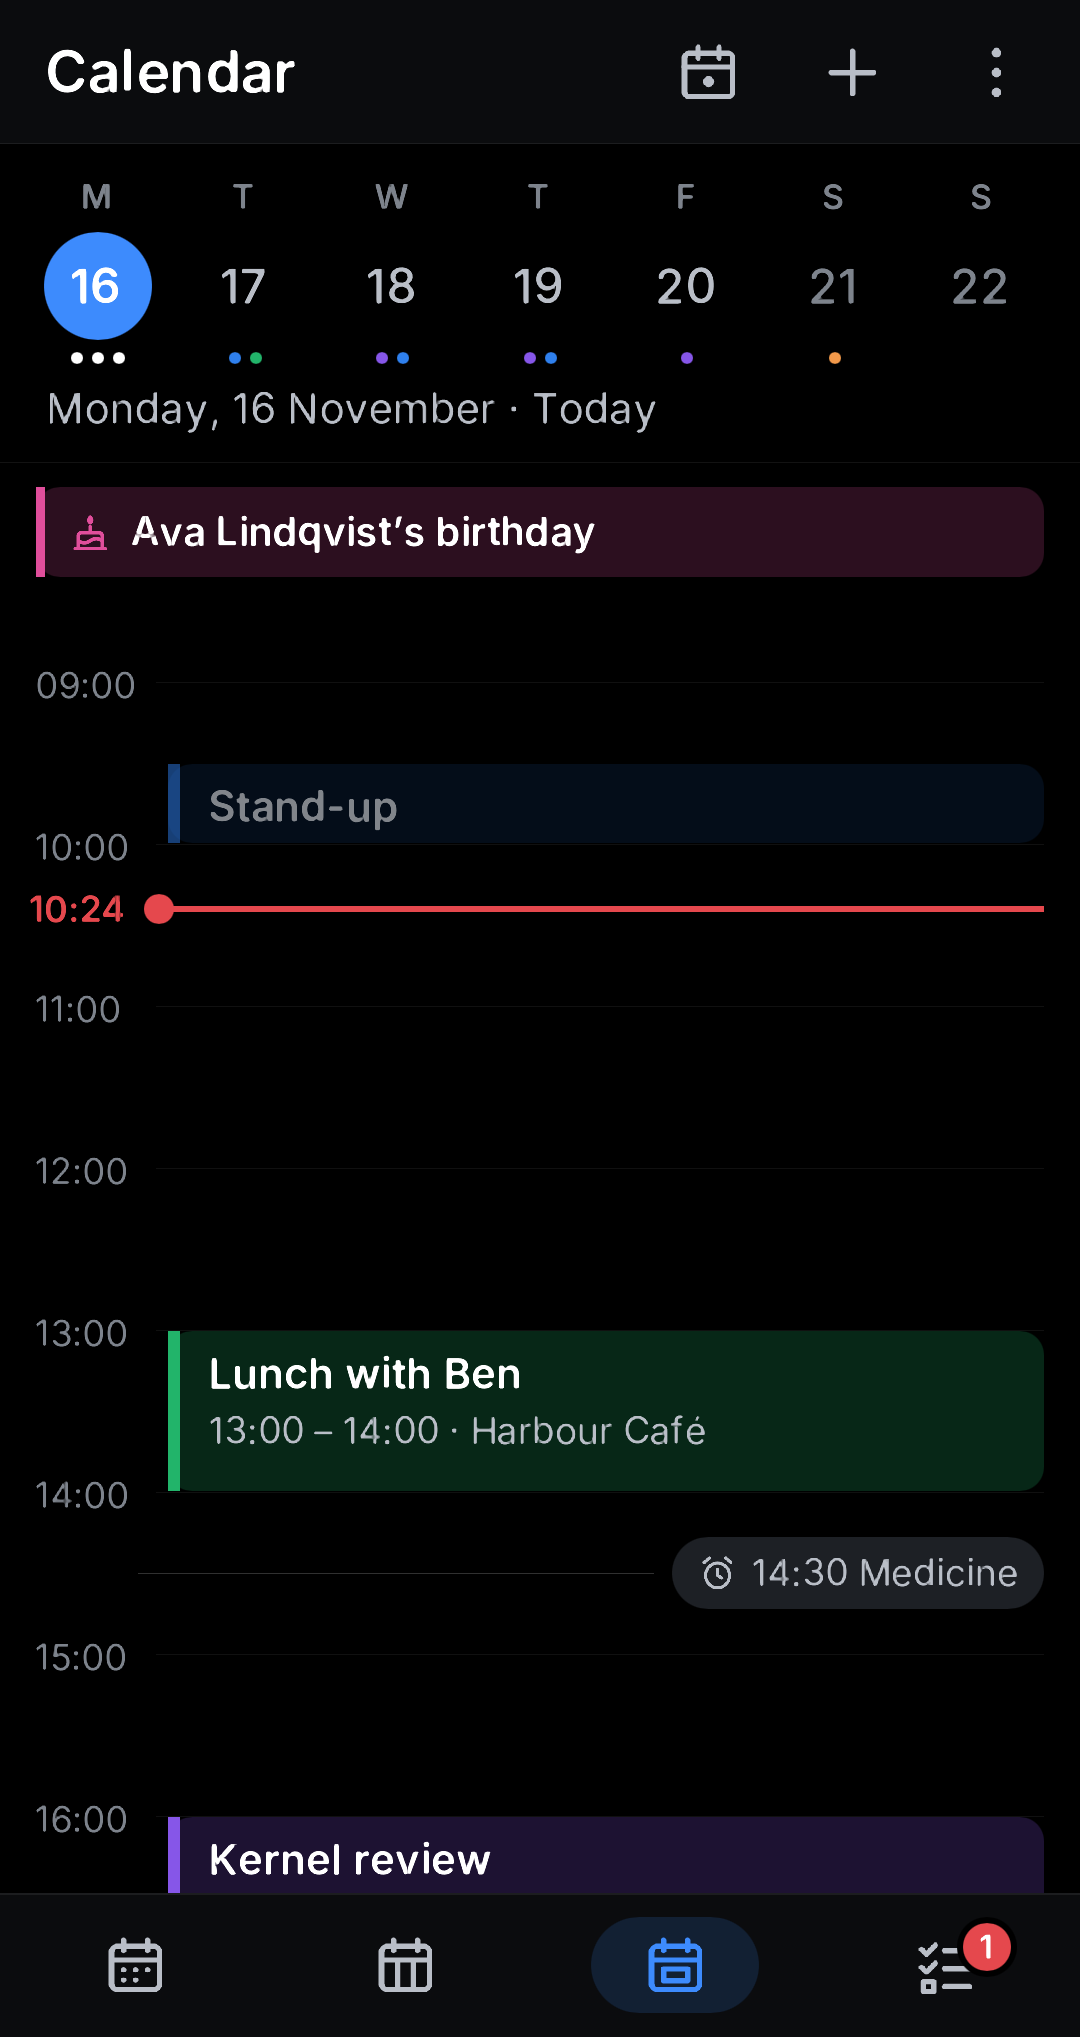 Calendar
M T W T F S S
16 17 18 19 20 21 22
Monday, 16 November · Today
Ava Lindqvist’s birthday
09:00
Stand-up
10:00
10:24
11:00
12:00
13:00
Lunch with Ben
13:00 – 14:00 · Harbour Café
14:00
14:30 Medicine
15:00
16:00
Kernel review
1